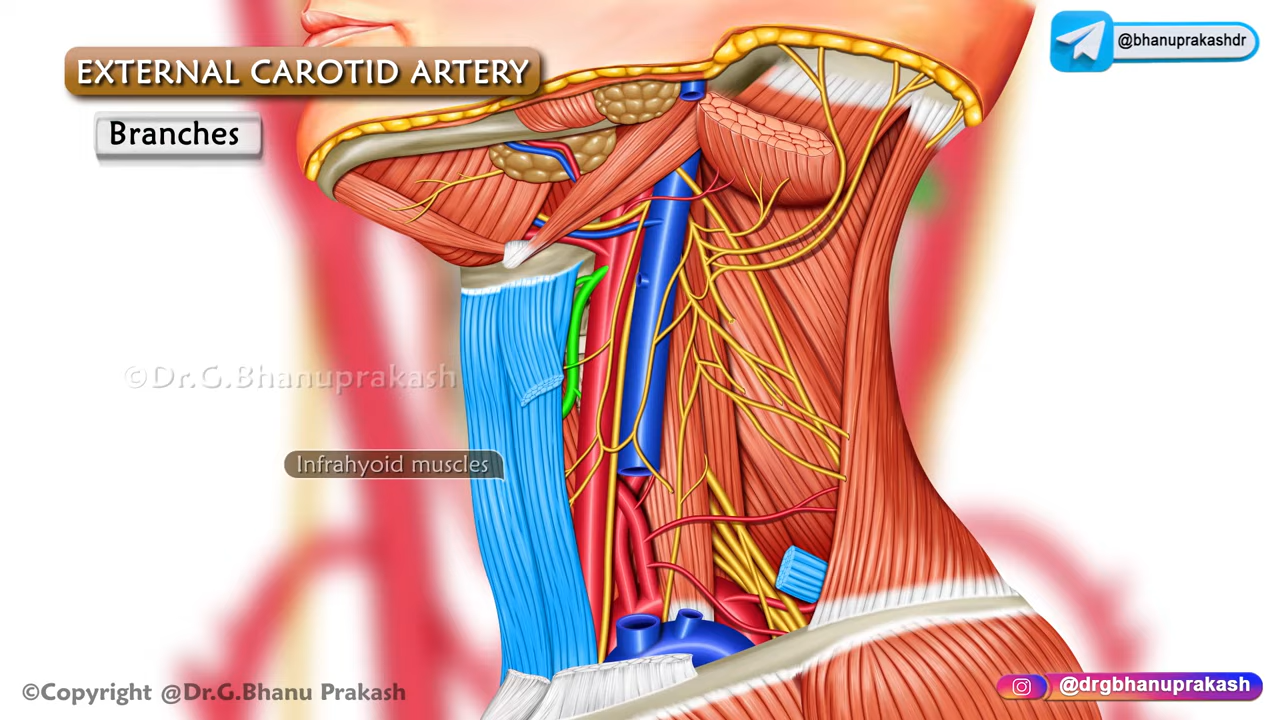 EXTERNAL CAROTID ARTERY
Branches
@bhanuprakashdr
©Dr.G.Bhanuprakash
Infrahyoid muscles
©Copyright @Dr.G.Bhanu Prakash
@drgbhanuprakash